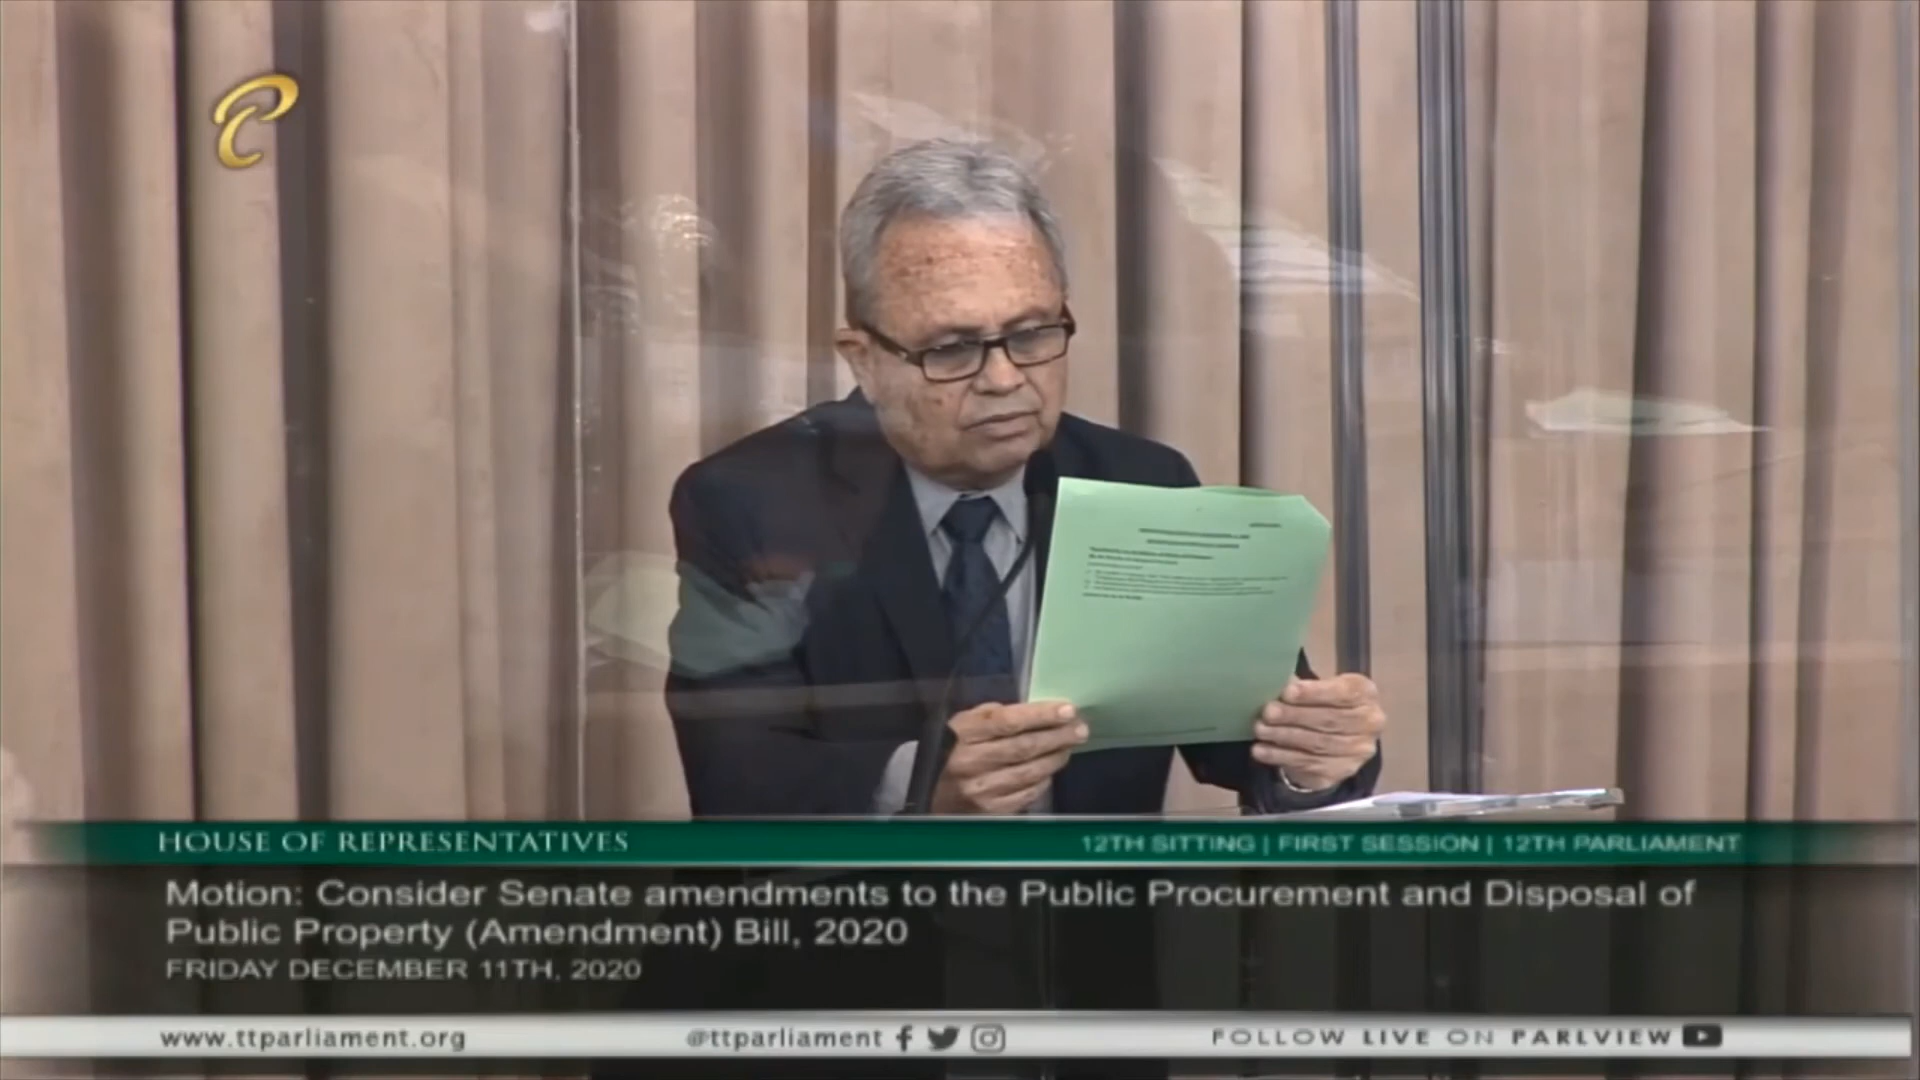 HOUSE OF REPRESENTATIVES
12TH SITTING | FIRST SESSION | 12TH PARLIAMENT
Motion: Consider Senate amendments to the Public Procurement and Disposal of
Public Property (Amendment) Bill, 2020
FRIDAY DECEMBER 11TH, 2020
www.ttparliament.org
@ttparliament
FOLLOW LIVE ON PARLVIEW